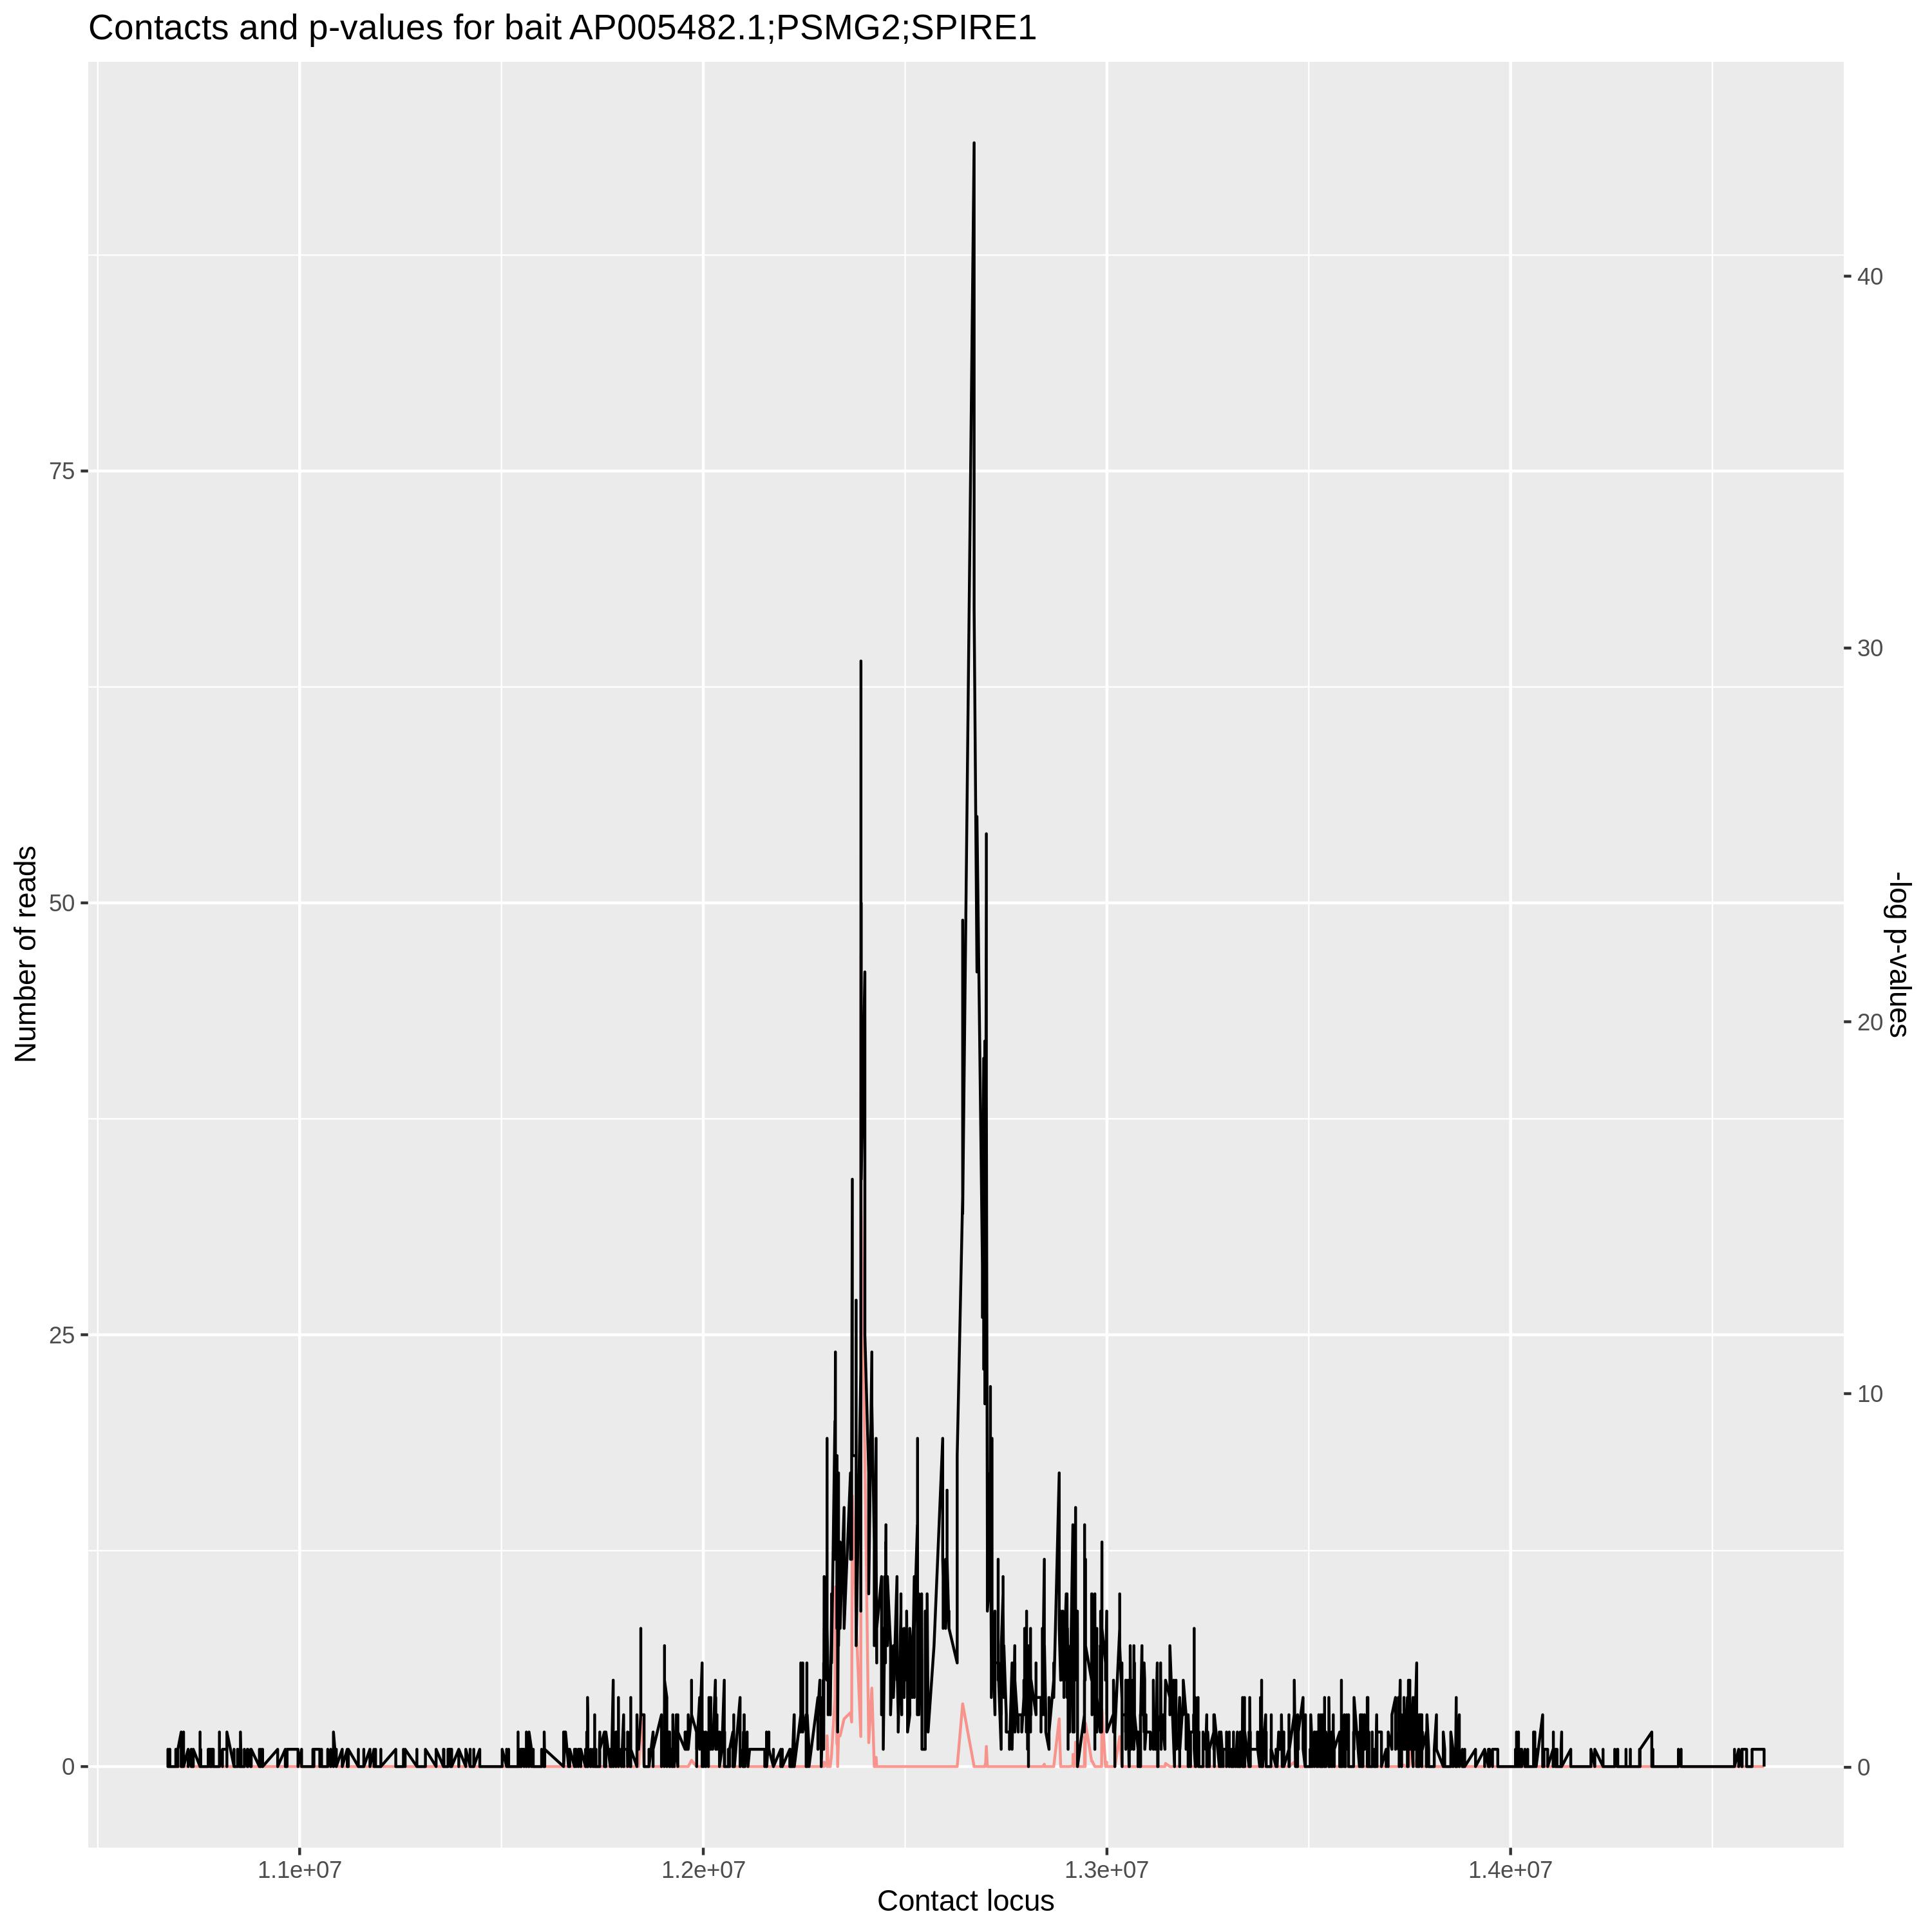 Contacts and p-values for bait AP005482.1;PSMG2;SPIRE1
75
50
25
0
Number of reads
40
30
20
10
0
-log p-values
1.1e+07
1.2e+07
1.3e+07
1.4e+07
Contact locus